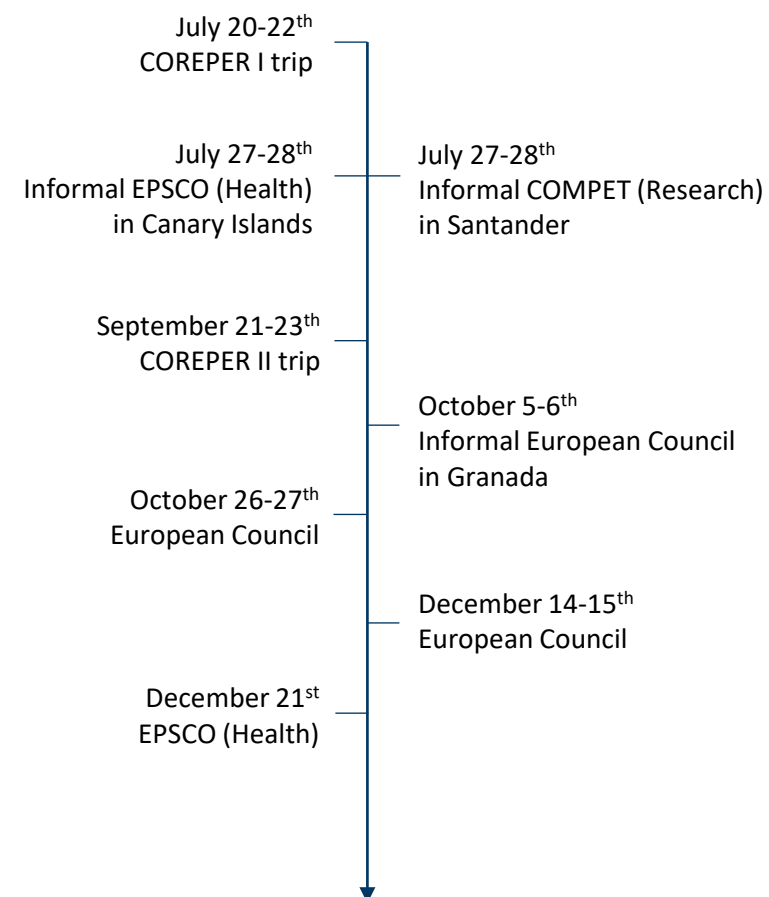 July 20-22th
COREPER I trip
July 27-28th
Informal EPSCO (Health)
in Canary Islands
July 27-28th
Informal COMPET (Research)
in Santander
September 21-23th
COREPER II trip
October 5-6th
Informal European Council
in Granada
October 26-27th
European Council
December 14-15th
European Council
December 21st
EPSCO (Health)